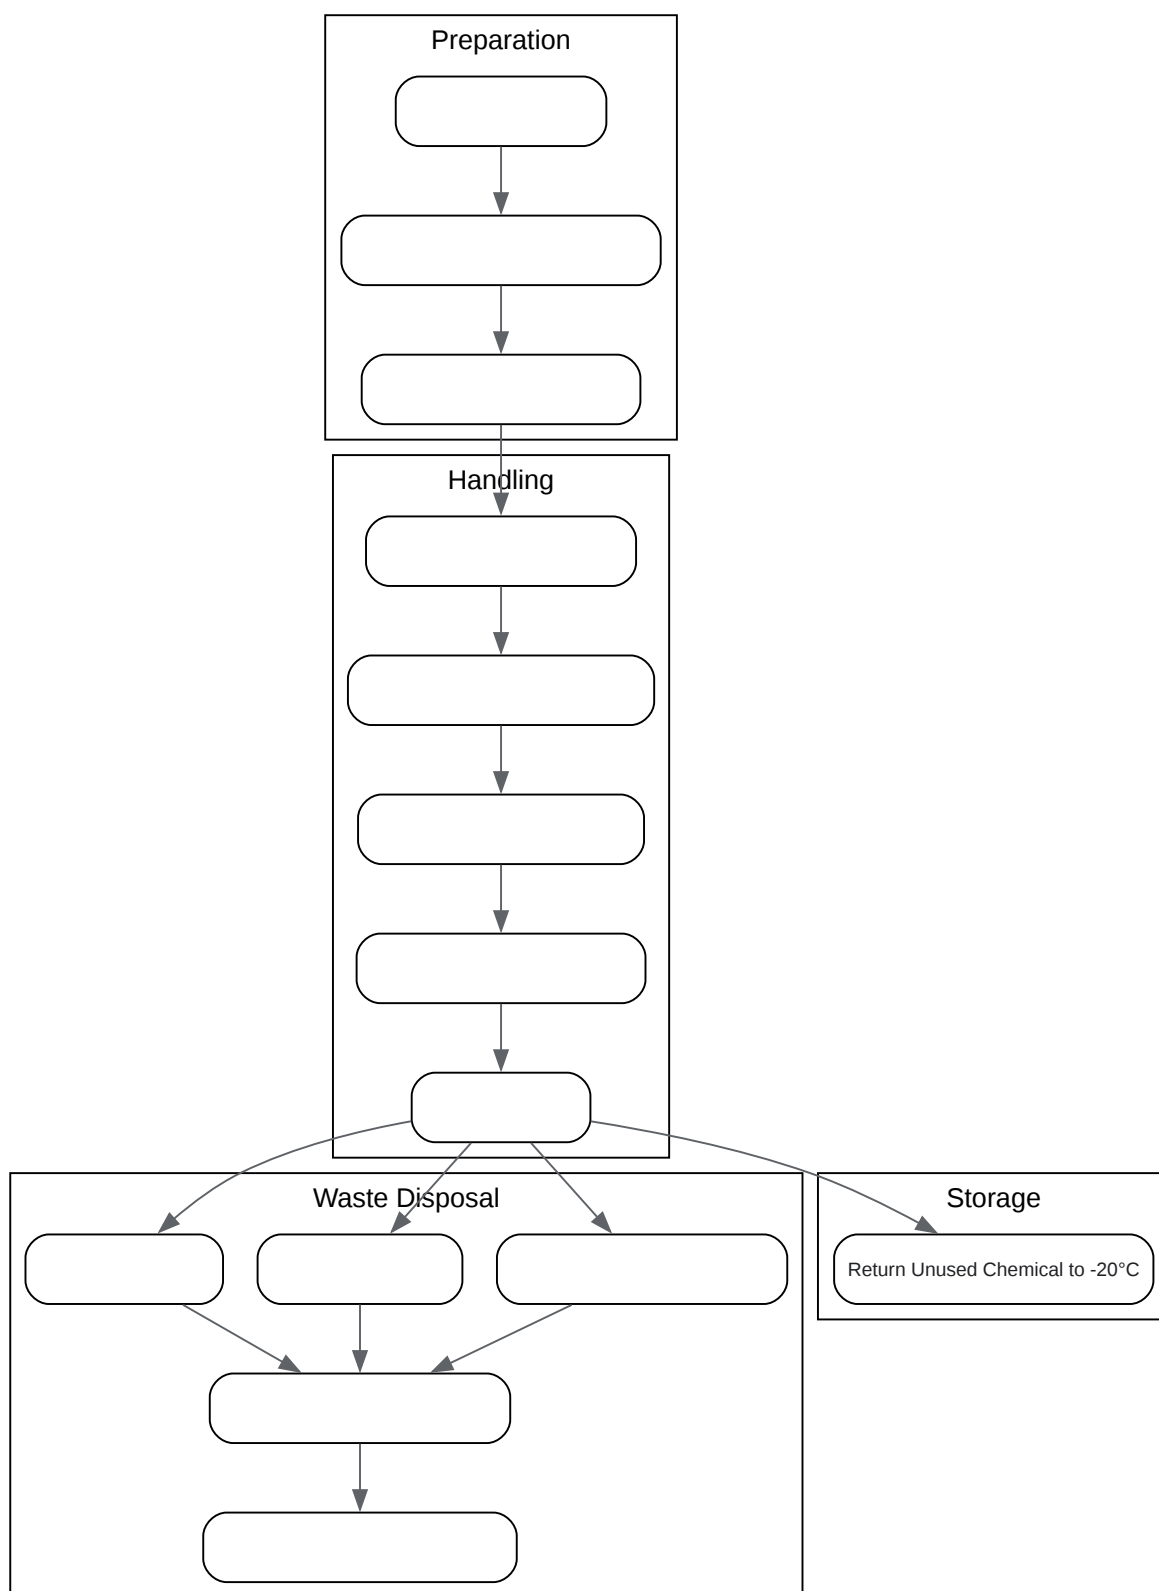 Preparation
Handling
Waste Disposal
Storage
Return Unused Chemical to -20°C